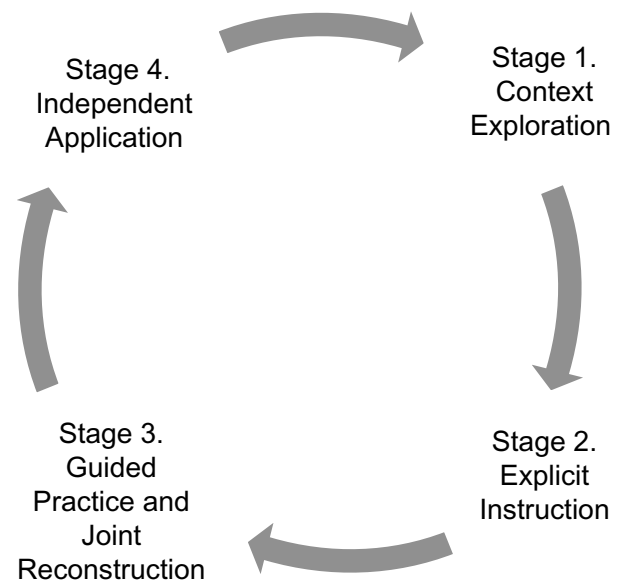 Stage 1.
Context
Exploration
Stage 2.
Explicit
Instruction
Stage 3.
Guided
Practice and
Joint
Reconstruction
Stage 4.
Independent
Application